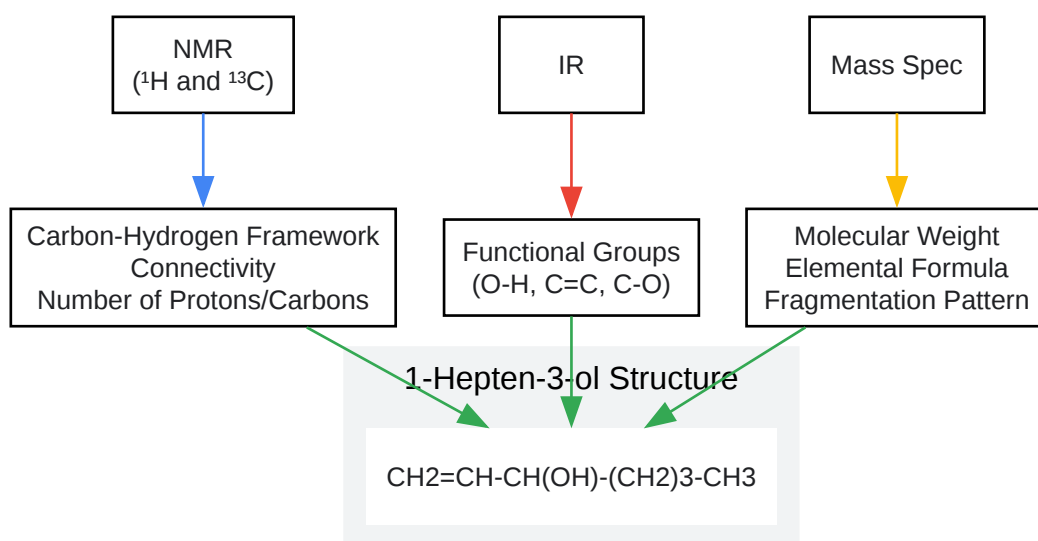 NMR
(¹H and ¹³C)
IR
Mass Spec
Carbon-Hydrogen Framework
Connectivity
Number of Protons/Carbons
Functional Groups
(O-H, C=C, C-O)
Molecular Weight
Elemental Formula
Fragmentation Pattern
1-Hepten-3-ol Structure
CH2=CH-CH(OH)-(CH2)3-CH3